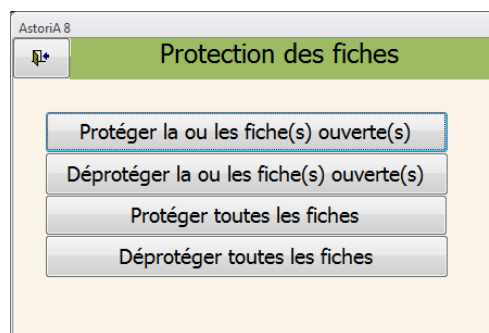 AstoriA 8
Protection des fiches
Protéger la ou les fiche(s) ouverte(s)
Déprotéger la ou les fiche(s) ouverte(s)
Protéger toutes les fiches
Déprotéger toutes les fiches